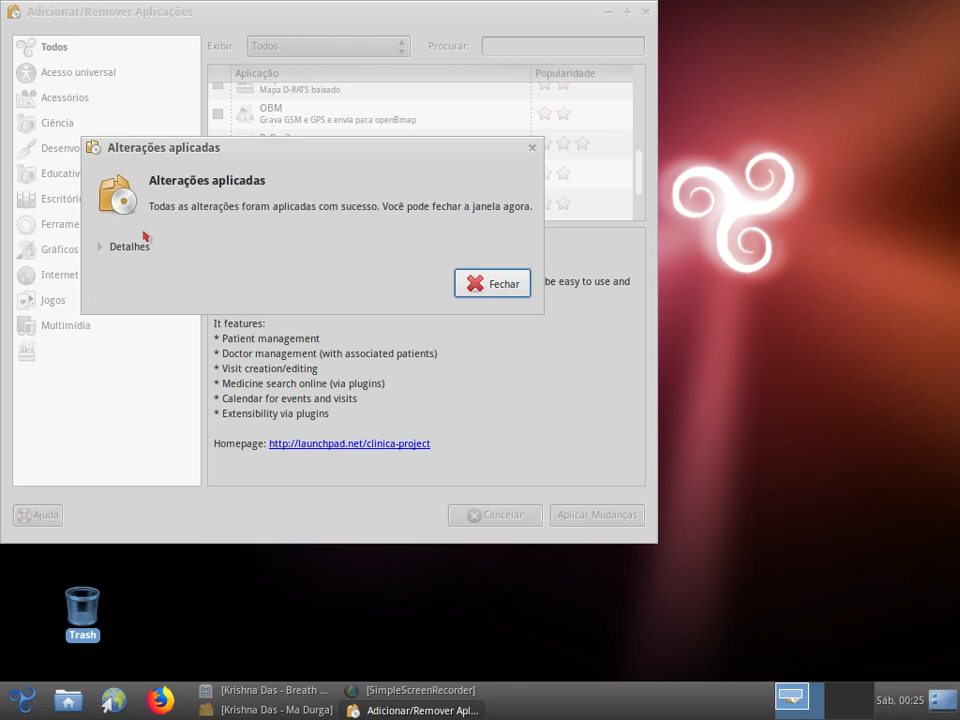 Adicionar/Remover Aplicações
Todos
Acesso universal
Acessórios
Ciência
Desenvo
Educativ
Escritóri
Ferrame
Gráficos
Internet
Jogos
Multimídia
Exibir: Todos Procurar:
Aplicação Popularidade
Mapa D-RATS baixado
OBM
Grava GSM e GPS e envia para openBmap
Alterações aplicadas
Alterações aplicadas
Todas as alterações foram aplicadas com sucesso. Você pode fechar a janela agora.
Detalhes
Fechar
be easy to use and
It features:
* Patient management
* Doctor management (with associated patients)
* Visit creation/editing
* Medicine search online (via plugins)
* Calendar for events and visits
* Extensibility via plugins
Homepage: http://launchpad.net/clinica-project
Ajuda Cancelar Aplicar Mudanças
Trash
[Krishna Das - Breath ... [SimpleScreenRecorder]
[Krishna Das - Ma Durga] Adicionar/Remover Apl...
Sáb, 00:25